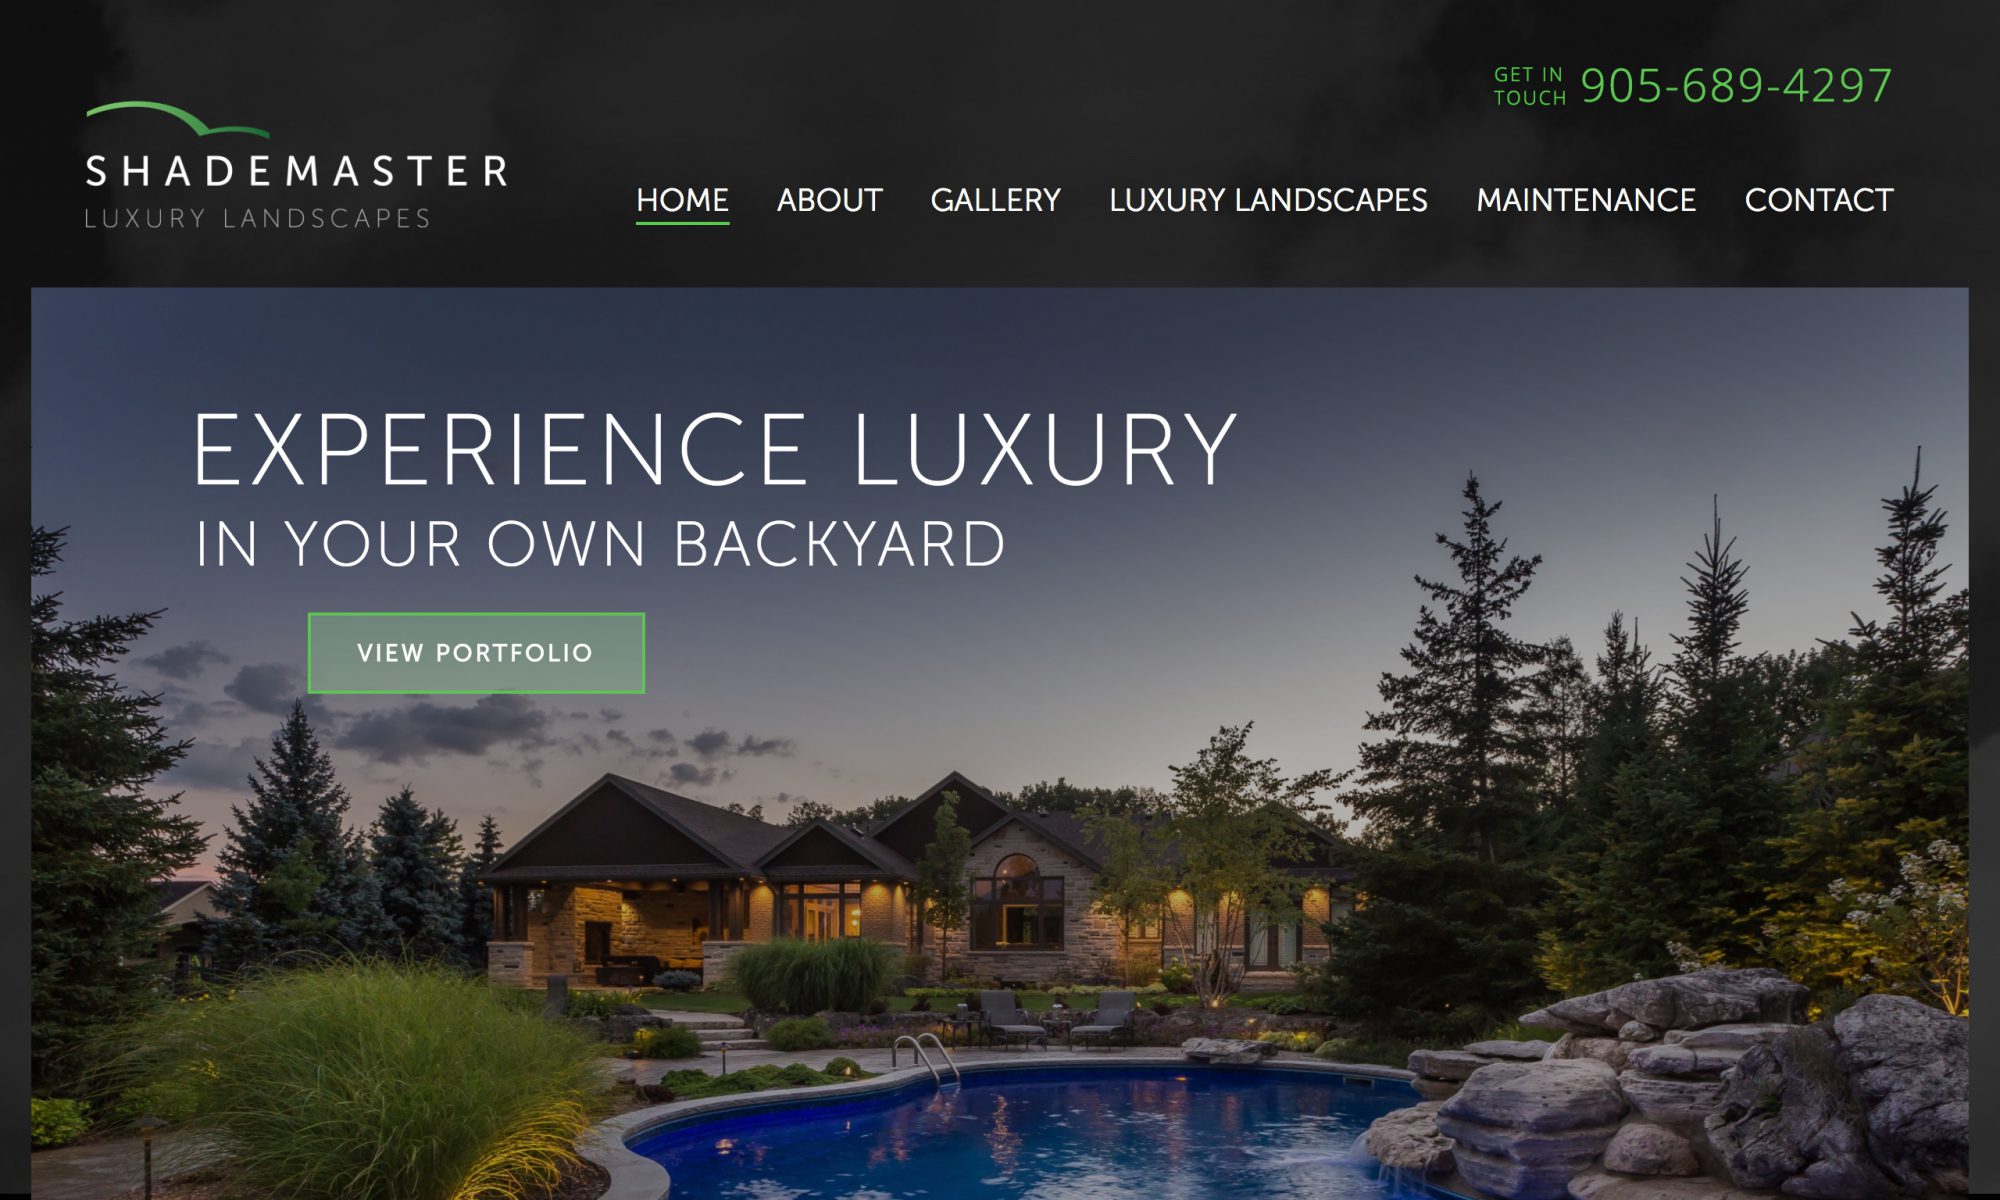 GET IN
TOUCH 905-689-4297
SHADEMASTER
LUXURY LANDSCAPES
HOME ABOUT GALLERY LUXURY LANDSCAPES MAINTENANCE CONTACT
EXPERIENCE LUXURY
IN YOUR OWN BACKYARD
VIEW PORTFOLIO